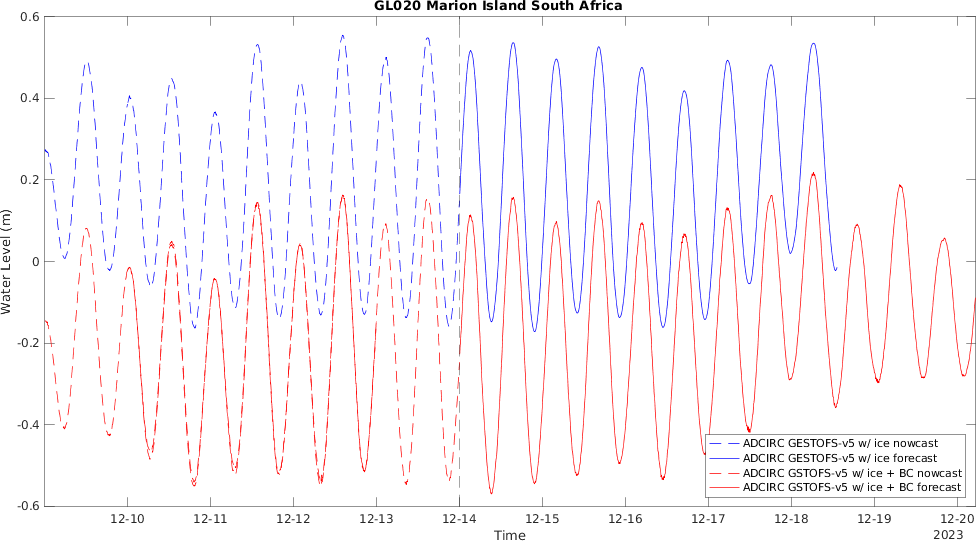 GL020 Marion Island South Africa
0.6
0.4
0.2
0
-0.2
-0.4
-0.6
Water Level (m)
ADCIRC GESTOFS-v5 w/ ice nowcast
ADCIRC GESTOFS-v5 w/ ice forecast
ADCIRC GSTOFS-v5 w/ ice + BC nowcast
ADCIRC GSTOFS-v5 w/ ice + BC forecast
12-10 12-11 12-12 12-13 12-14 12-15 12-16 12-17 12-18 12-19 12-20
Time 2023